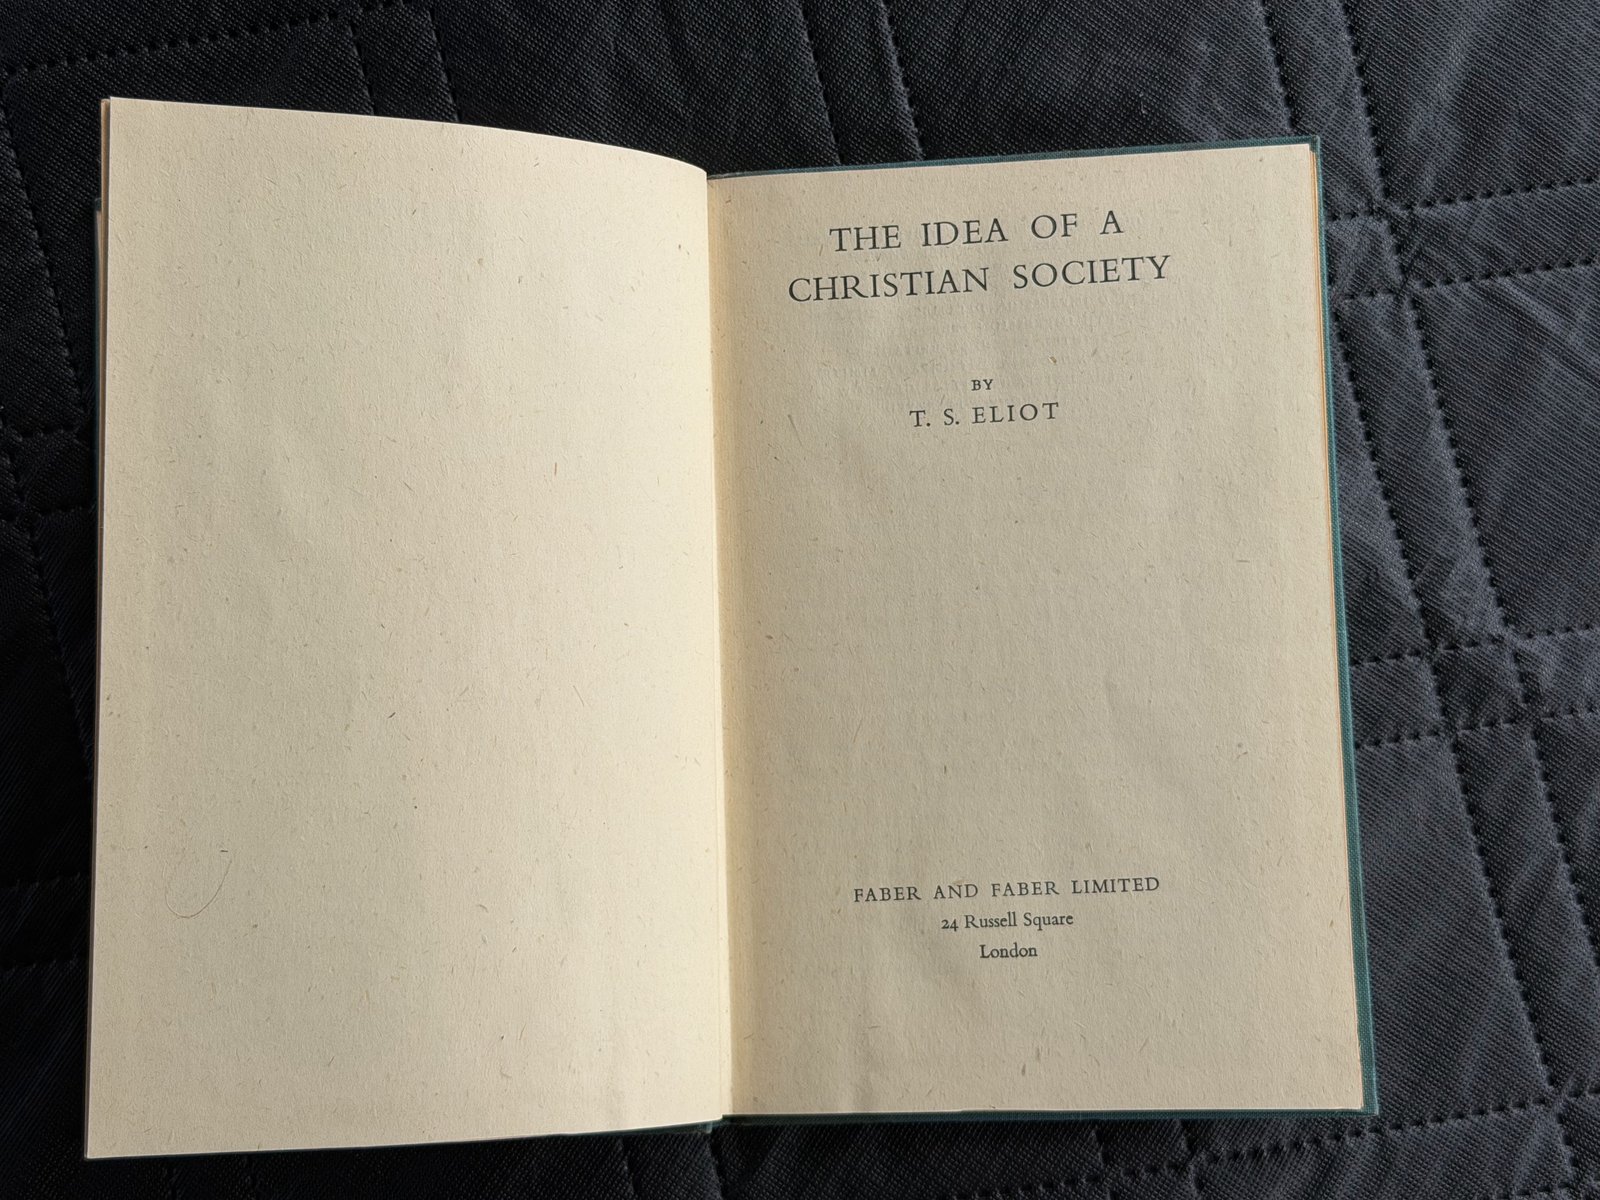 THE IDEA OF A
CHRISTIAN SOCIETY
BY
T. S. ELIOT
FABER AND FABER LIMITED
24 Russell Square
London